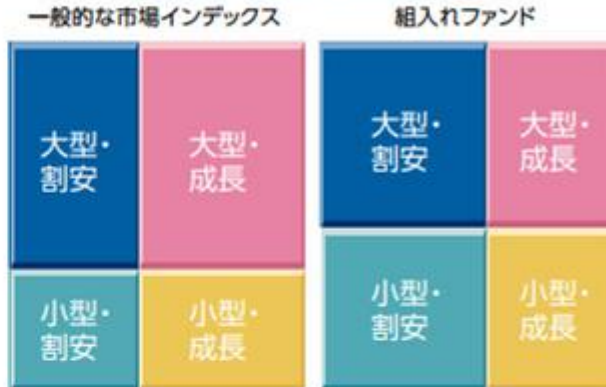 一般的な市場インデックス
組入れファンド
大型・
割安
大型・
成長
小型・
割安
小型・
成長
大型・
割安
大型・
成長
小型・
割安
小型・
成長